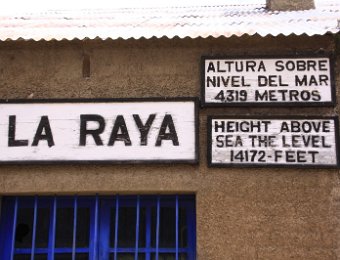 LA RAYA
ALTURA SOBRE
NIVEL DEL MAR
4319 METROS
HEIGHT ABOVE
SEA THE LEVEL
14172-FEET